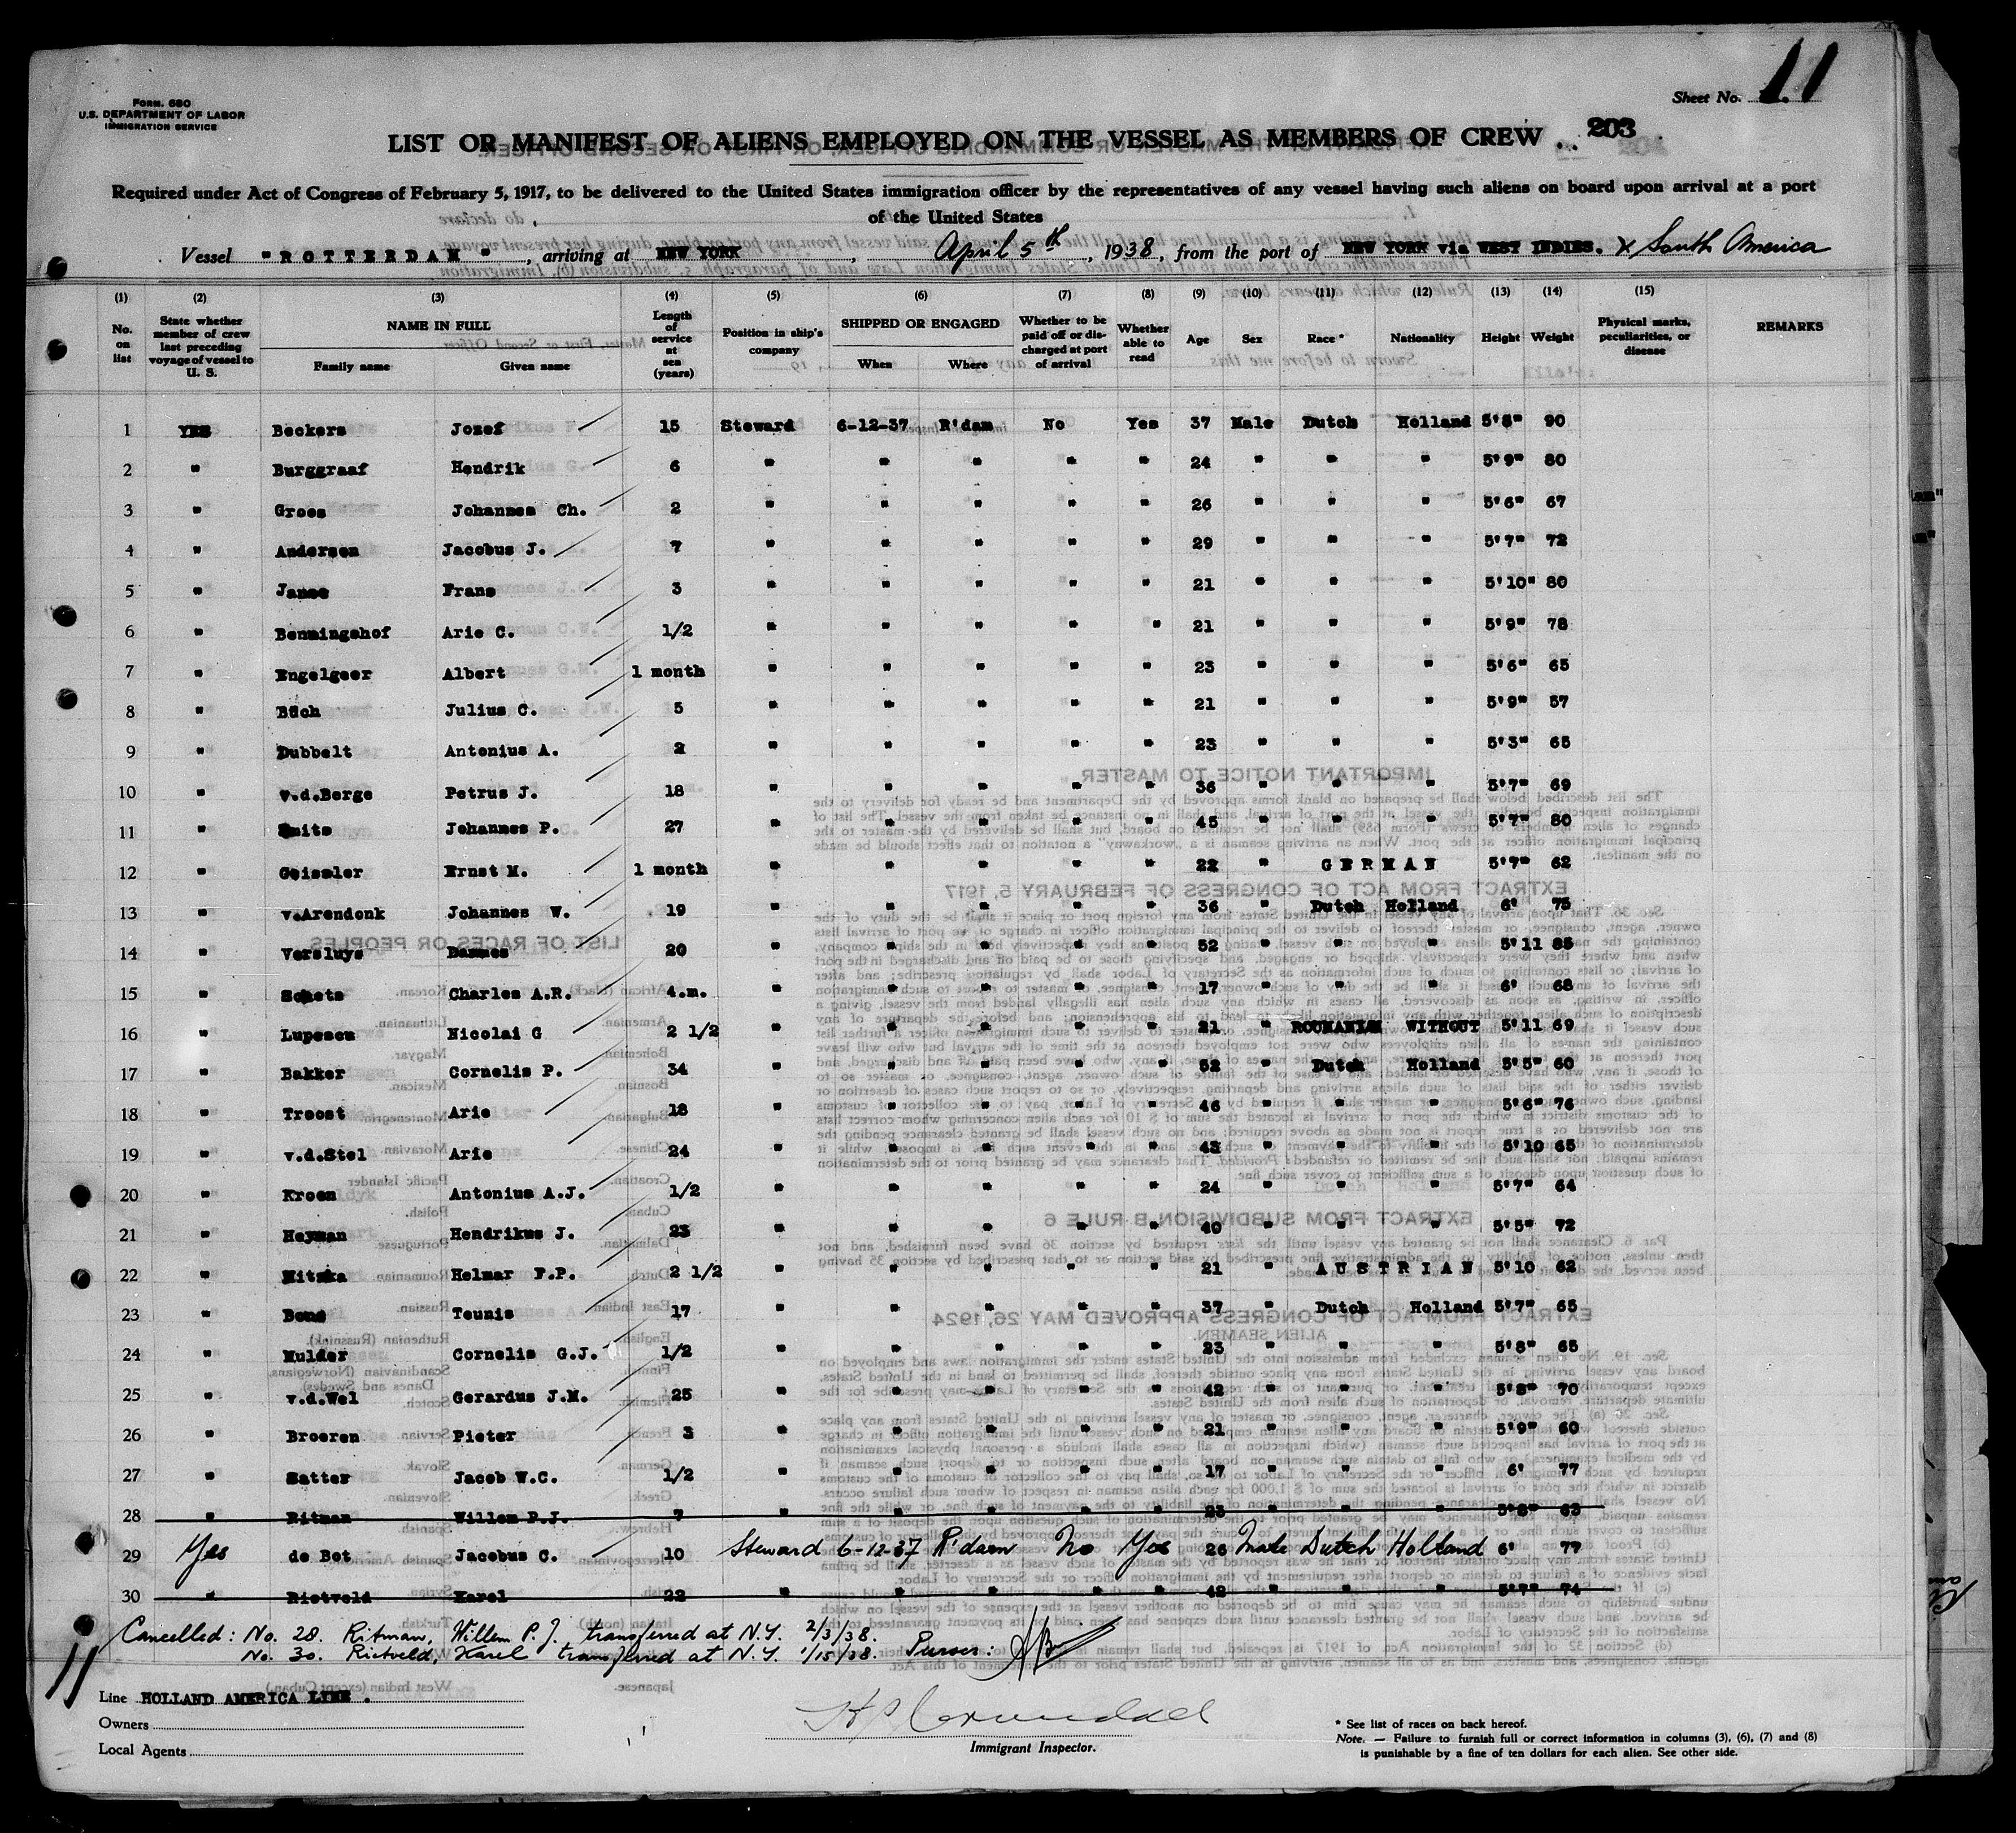 Form. 680
U.S. DEPARTMENT OF LABOR
IMMIGRATION SERVICE
Sheet No. 11
LIST OR MANIFEST OF ALIENS EMPLOYED ON THE VESSEL AS MEMBERS OF CREW .. 203
Required under Act of Congress of February 5, 1917, to be delivered to the United States immigration officer by the representatives of any vessel having such aliens on board upon arrival at a port
of the United States
Vessel "ROTTERDAM", arriving at NEW YORK, April 5th, 1938, from the port of NEW YORK via WEST INDIES. & South America
(1) (2) (3) (4) (5) (6) (7) (8) (9) (10) (11) (12) (13) (14) (15)
No. on list | State whether member of crew last preceding voyage of vessel to U. S. | NAME IN FULL Family name Given name | Length of service at sea (years) | Position in ship's company | SHIPPED OR ENGAGED When Where | Whether to be paid off or discharged at port of arrival | Whether able to read | Age | Sex | Race * | Nationality | Height | Weight | Physical marks, peculiarities, or disease | REMARKS
1 YES Beckers Jozef 15 Steward 6-12-37 R'dam No Yes 37 Male Dutch Holland 5'8" 90
2 " Burggraaf Hendrik 6 " " " " " 24 " " " 5'9" 80
3 " Groos Johannes Ch. 2 " " " " " 26 " " " 5'6" 67
4 " Andersen Jacobus J. 7 " " " " " 29 " " " 5'7" 72
5 " Janse Frans 3 " " " " " 21 " " " 5'10" 80
6 " Benningshof Arie C. 1/2 " " " " " 21 " " " 5'9" 78
7 " Engelgeer Albert 1 month " " " " " 23 " " " 5'6" 65
8 " Büch Julius C. 5 " " " " " 21 " " " 5'9" 57
9 " Dubbelt Antonius A. 2 " " " " " 23 " " " 5'3" 65
10 " v.d.Berge Petrus J. 18 " " " " " 36 " " " 5'7" 69
11 " Smits Johannes P. 27 " " " " " 45 " " " 5'7" 80
12 " Geissler Ernst M. 1 month " " " " " 22 " GERMAN 5'7" 62
13 " v.Arendonk Johannes W. 19 " " " " " 36 " Dutch Holland 6' 75
14 " Versluys Dammes 20 " " " " " 52 " " " 5'11 85
15 " Schets Charles A.R. 4.m. " " " " " 17 " " " 6' 68
16 " Lupescu Nicolai G 2 1/2 " " " " " 21 " ROUMANIAN WITHOUT 5'11 69
17 " Bakker Cornelis P. 34 " " " " " 52 " Dutch Holland 5'5" 60
18 " Troost Arie 18 " " " " " 46 " " " 5'6" 76
19 " v.d.Stel Arie 24 " " " " " 43 " " " 5'10 65
20 " Kroon Antonius A.J. 1/2 " " " " " 24 " " " 5'7" 64
21 " Heyman Hendrikus J. 23 " " " " " 40 " " " 5'5" 72
22 " Mitzka Helmar F.P. 2 1/2 " " " " " 21 " AUSTRIAN 5'10 62
23 " Bons Teunis 17 " " " " " 37 " Dutch Holland 5'7" 65
24 " Mulder Cornelis G.J. 1/2 " " " " " 23 " " " 5'8" 65
25 " v.d.Wel Gerardus J.M. 25 " " " " " 42 " " " 5'8" 70
26 " Broeren Pieter 3 " " " " " 21 " " " 5'9" 60
27 " Satter Jacob W.C. 1/2 " " " " " 17 " " " 6' 77
28 " Ritman Willem P.J. 7 " " " " " 23 " " " 5'8" 63
29 Yes de Bot Jacobus C. 10 Steward 6-12-37 R'dam No Yes 26 Male Dutch Holland 6' 77
30 " Rietveld Karel 22 " " " " " 42 " " " 5'7" 74
Cancelled: No. 28. Ritman, Willem P. J. transferred at N.Y. 2/3/38.
No. 30. Rietveld, Karel transferred at N.Y. 1/15/38. Purser:
11
Line HOLLAND AMERICA LINE.
Owners
Local Agents
Immigrant Inspector.
* See list of races on back hereof.
Note. — Failure to furnish full or correct information in columns (3), (6), (7) and (8)
is punishable by a fine of ten dollars for each alien. See other side.